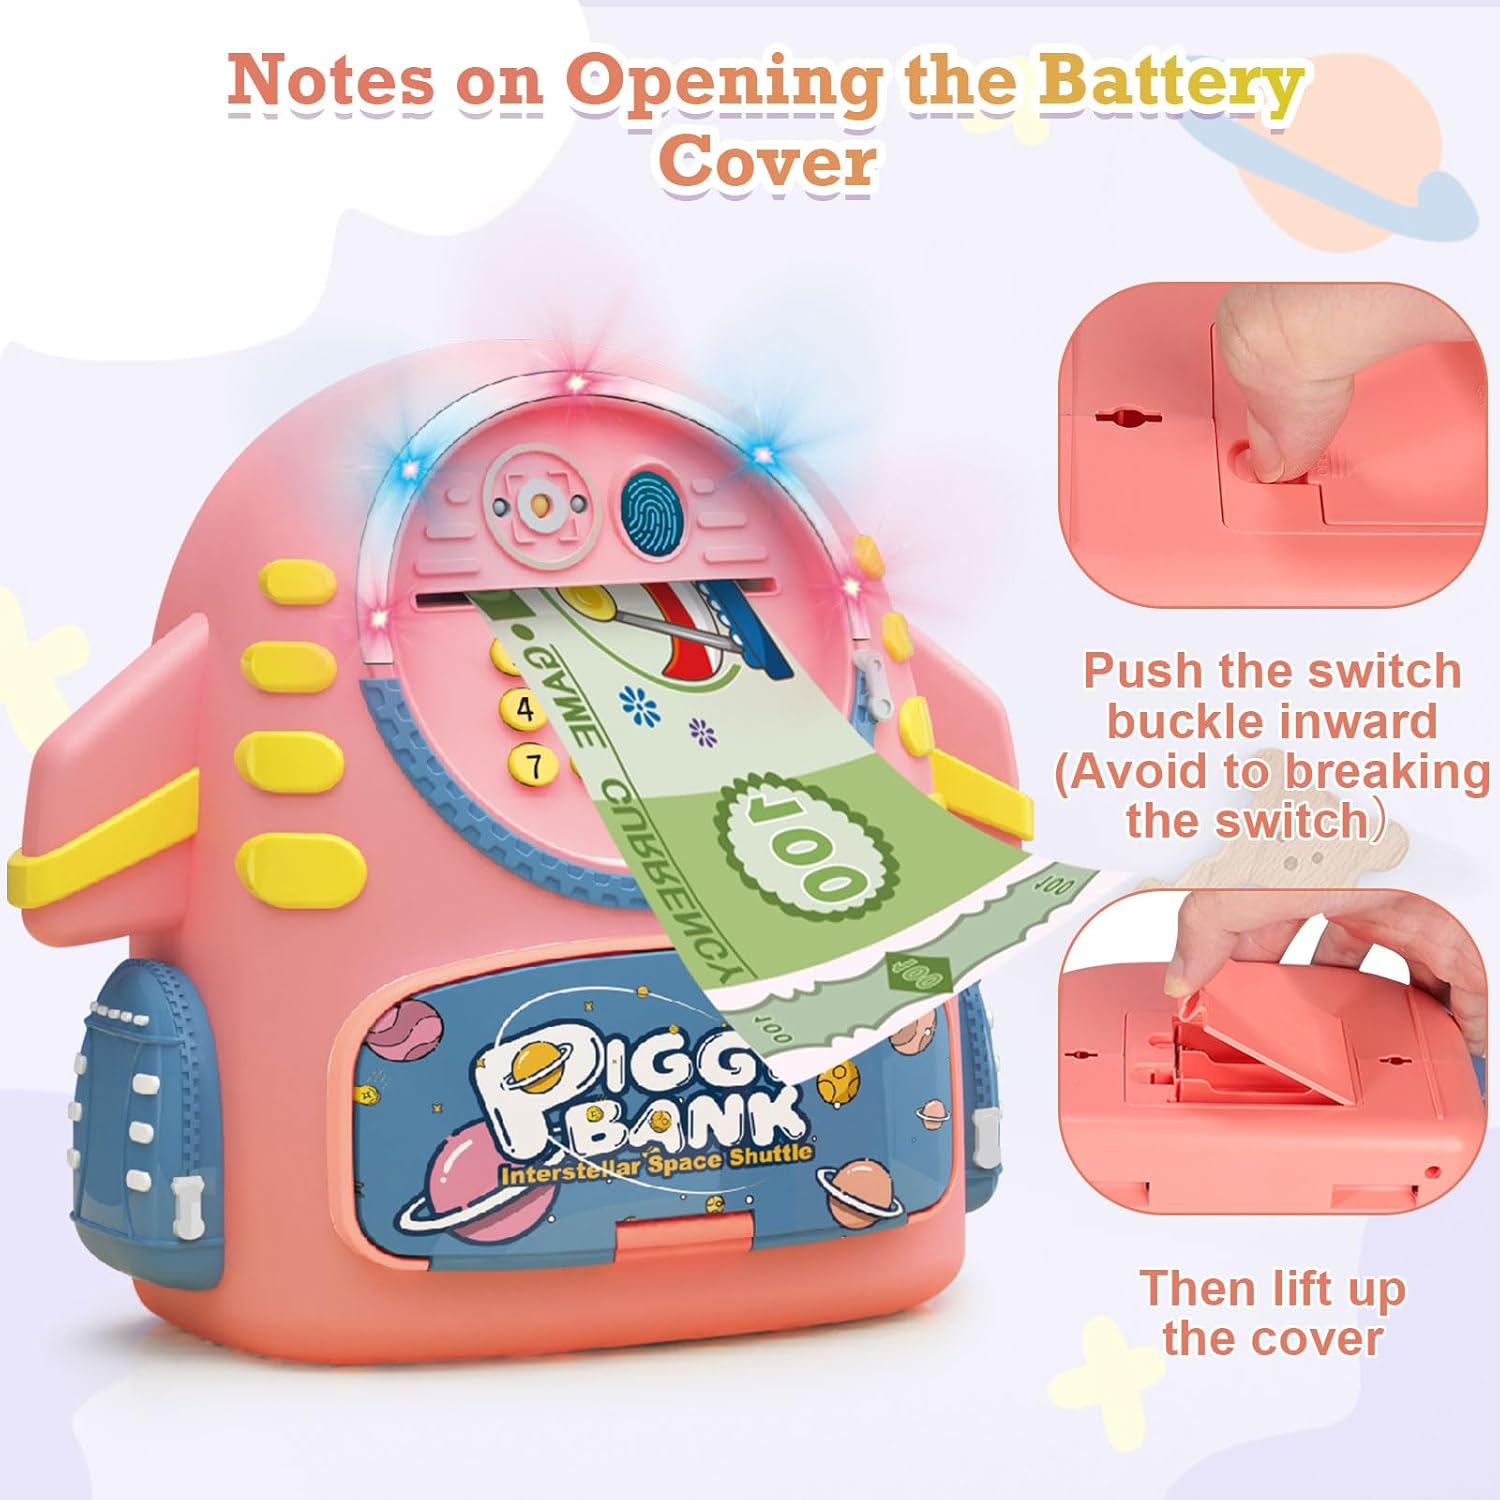 Notes on Opening the Battery
Cover
4
7
GAME CURRENCY
100
100
100
100
PIGGY
BANK
Interstellar Space Shuttle
Push the switch
buckle inward
(Avoid to breaking
the switch)
Then lift up
the cover